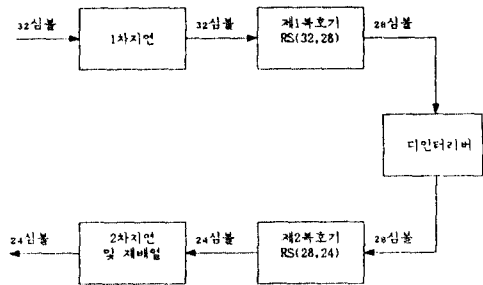 32심볼
1차지연
32심볼
제1복호기
RS(32,28)
28심볼
디인터리버
24심볼
2차지연
및 재배열
24심볼
제2복호기
RS(28,24)
28심볼